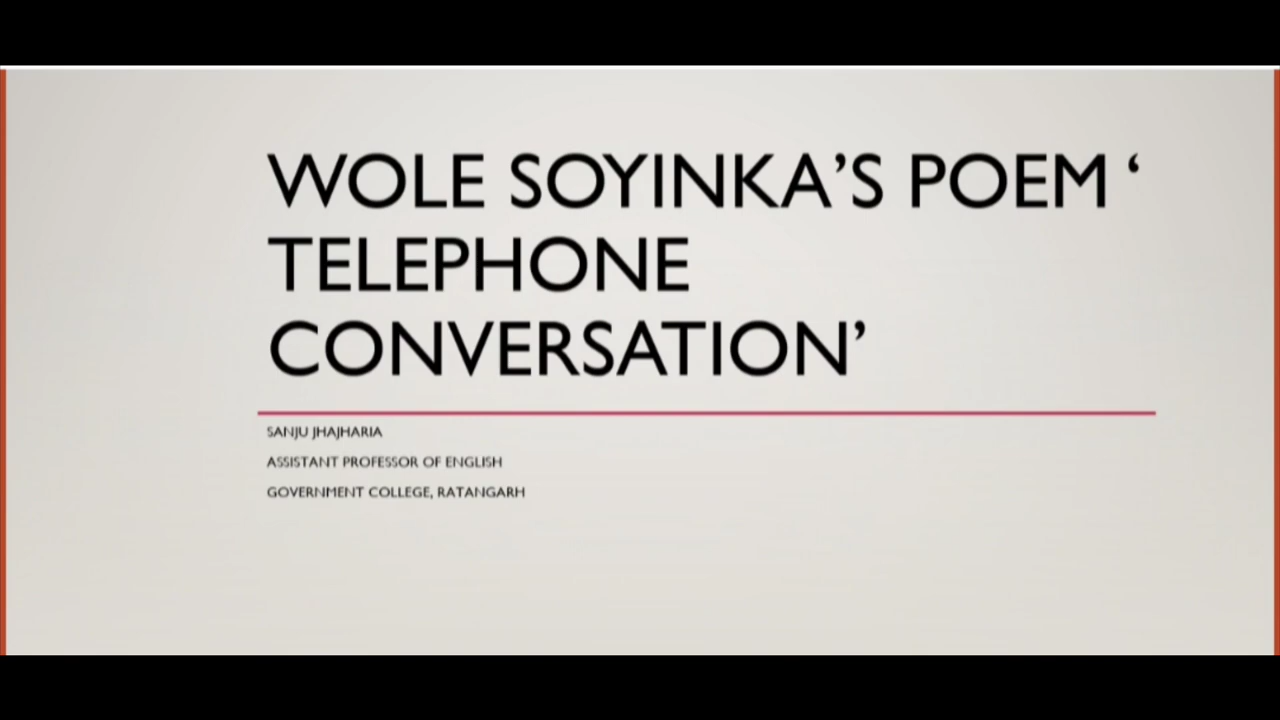 WOLE SOYINKA’S POEM ‘
TELEPHONE
CONVERSATION’
SANJU JHAJHARIA
ASSISTANT PROFESSOR OF ENGLISH
GOVERNMENT COLLEGE, RATANGARH